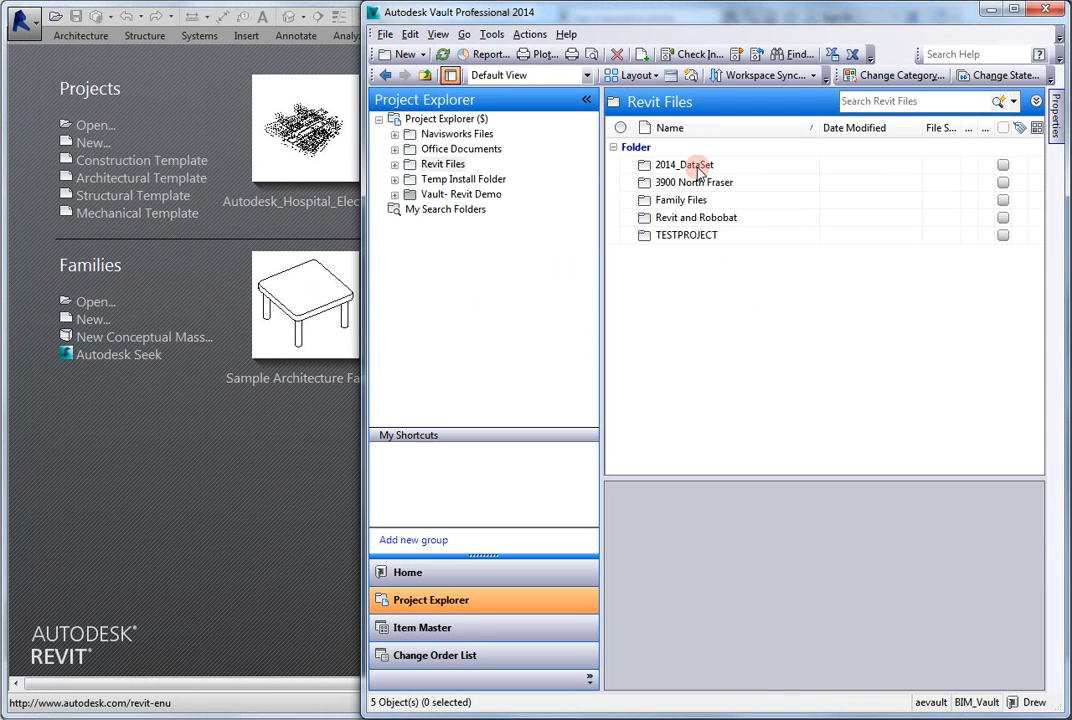 Architecture Structure Systems Insert Annotate Analy
Projects
Open...
New...
Construction Template
Architectural Template
Structural Template
Mechanical Template
Autodesk_Hospital_Elec
Families
Open...
New...
New Conceptual Mass...
Autodesk Seek
Sample Architecture Fa
AUTODESK®
REVIT®
http://www.autodesk.com/revit-enu
Autodesk Vault Professional 2014
File Edit View Go Tools Actions Help
New Report... Plot... Check In... Find... Search Help
Default View Layout Workspace Sync... Change Category... Change State...
Project Explorer
Project Explorer ($)
Navisworks Files
Office Documents
Revit Files
Temp Install Folder
Vault- Revit Demo
My Search Folders
My Shortcuts
Add new group
Home
Project Explorer
Item Master
Change Order List
Revit Files Search Revit Files
Name Date Modified File S... ... ...
Folder
2014_DataSet
3900 North Fraser
Family Files
Revit and Robobat
TESTPROJECT
Properties
5 Object(s) (0 selected) aevault BIM_Vault Drew